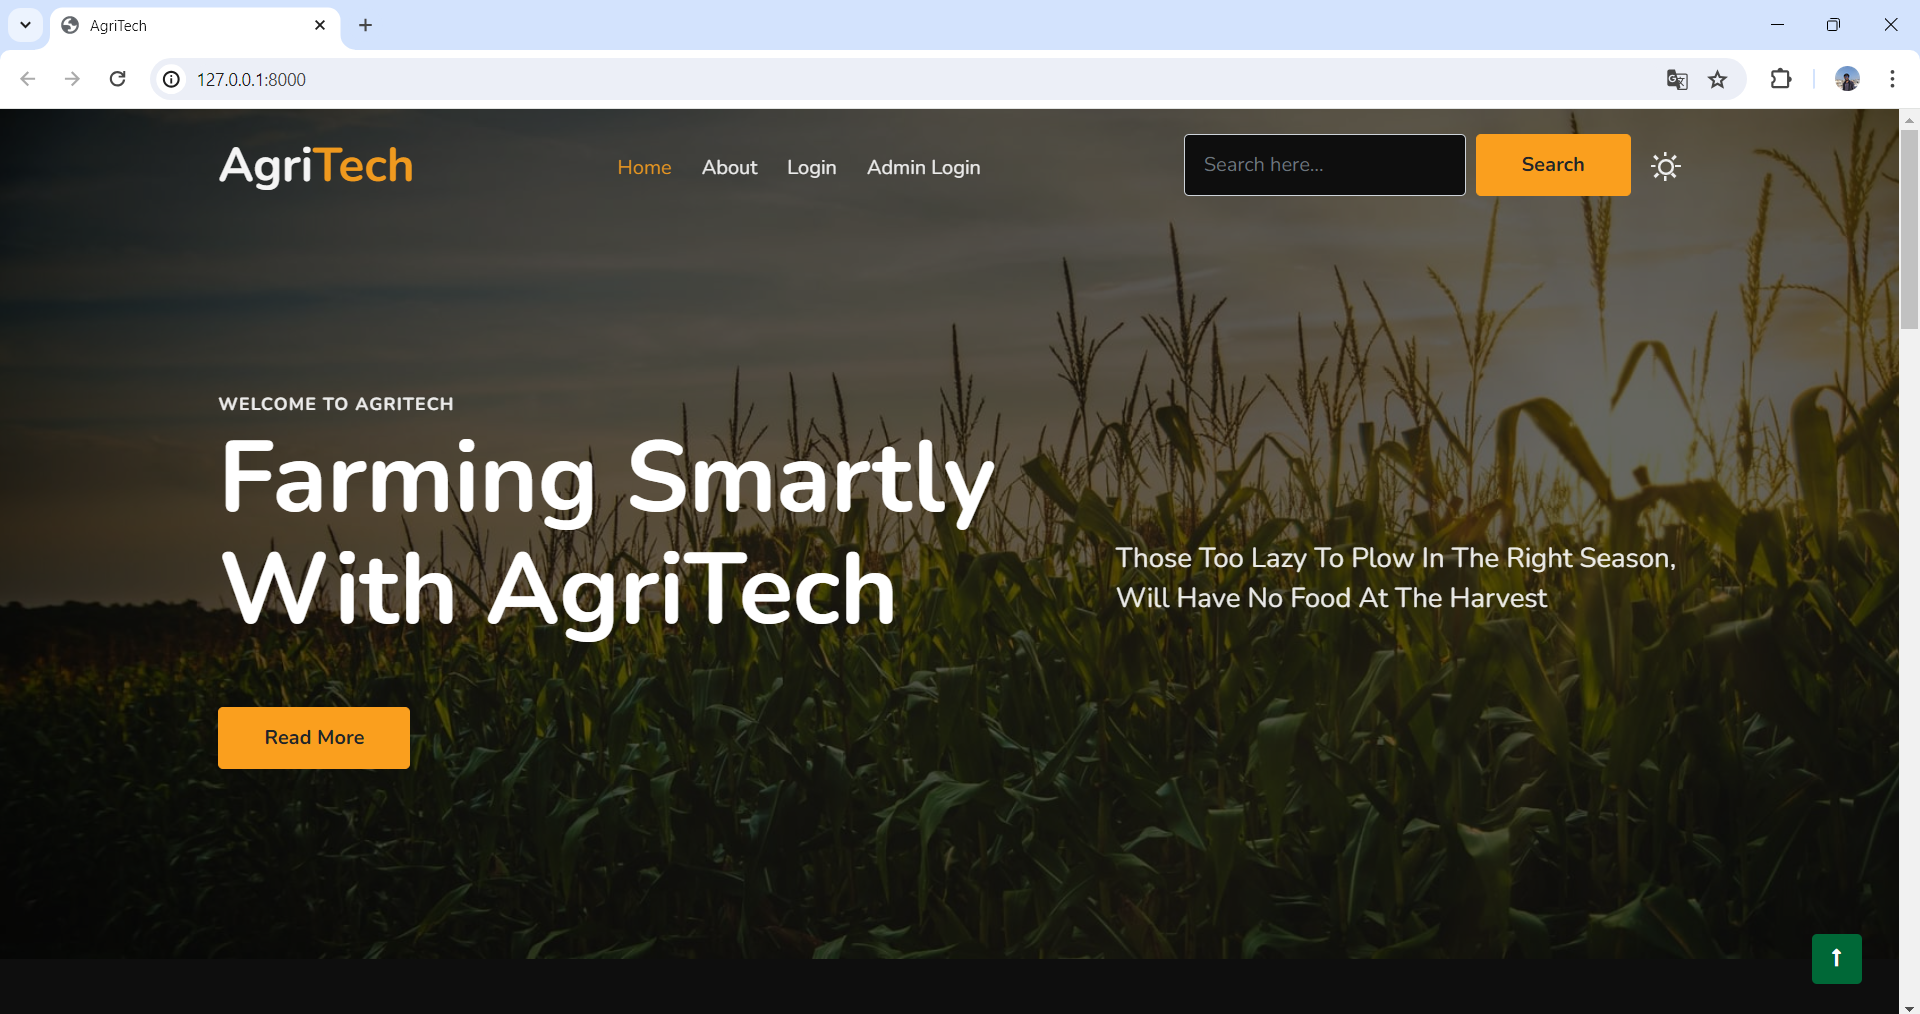 AgriTech
127.0.0.1:8000
AgriTech
Home About Login Admin Login
Search here...
Search
WELCOME TO AGRITECH
Farming Smartly
With AgriTech
Those Too Lazy To Plow In The Right Season,
Will Have No Food At The Harvest
Read More